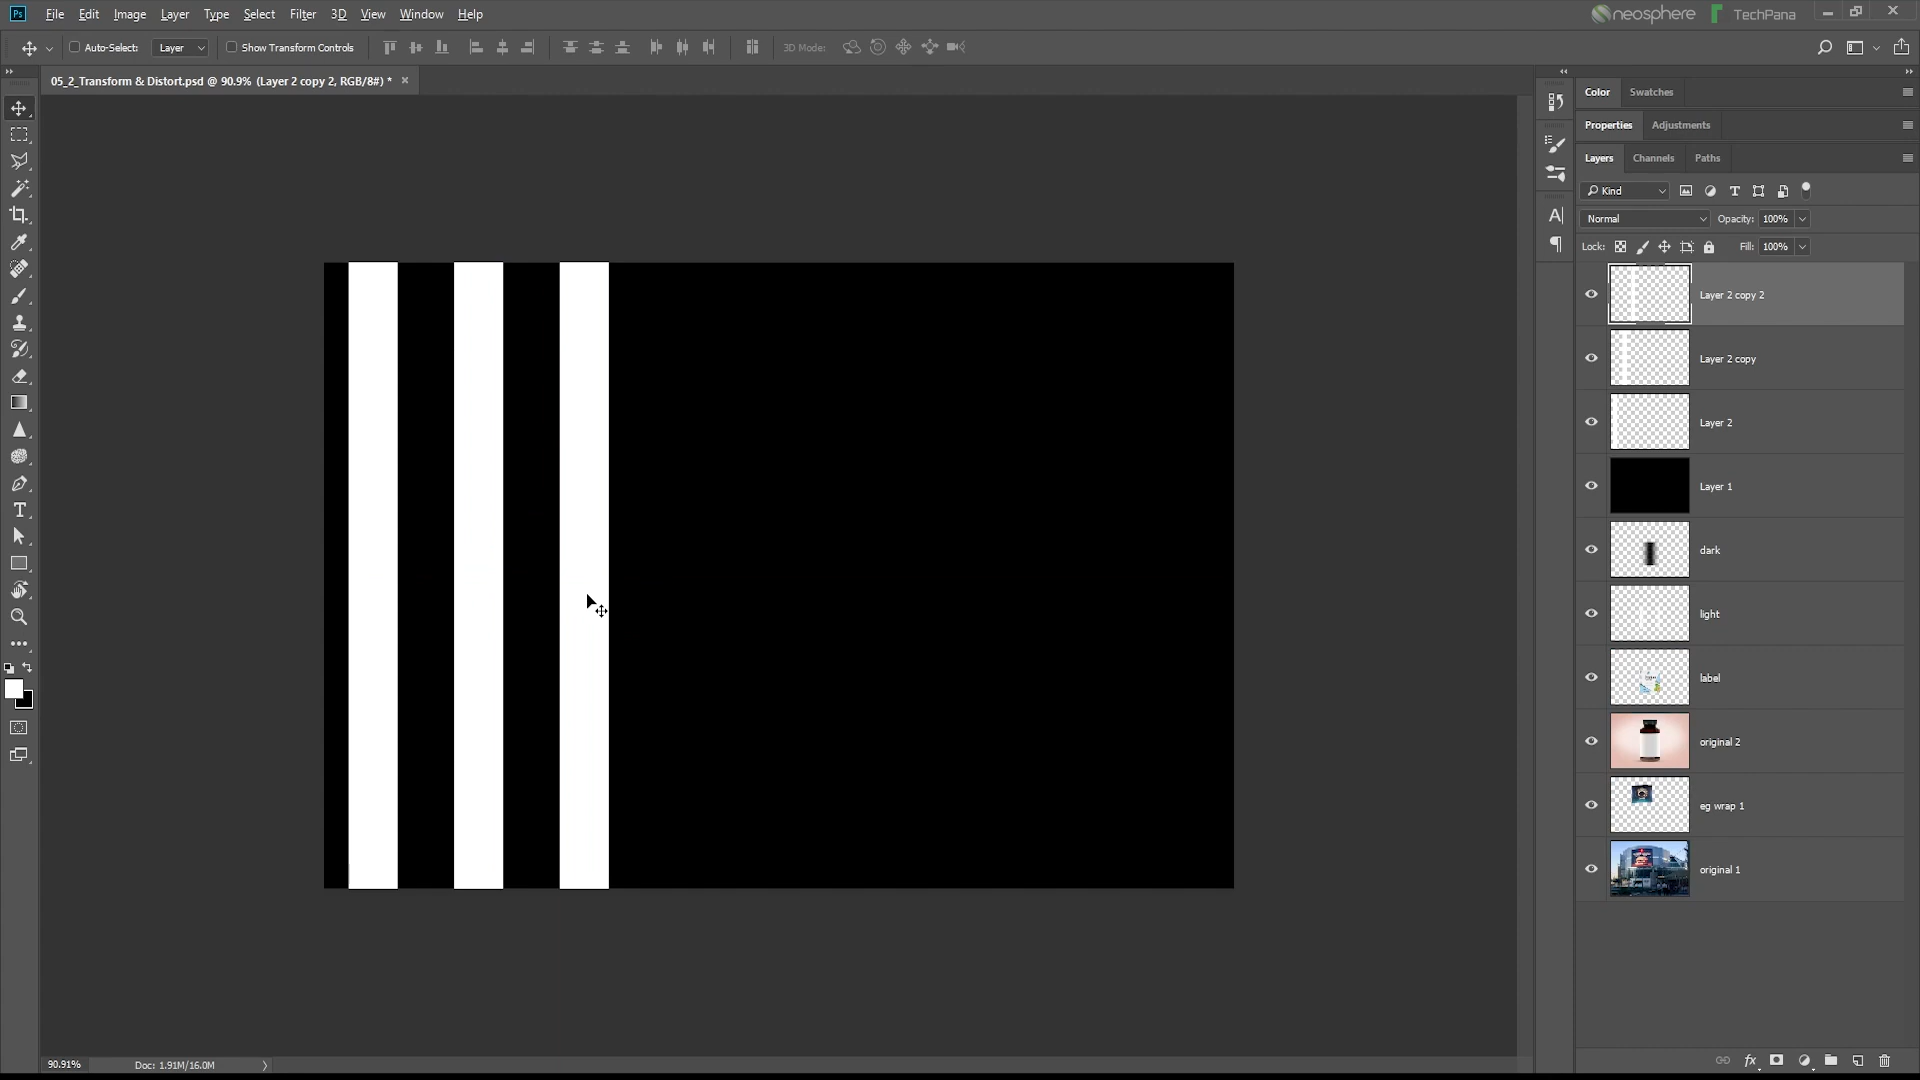 Ps File Edit Image Layer Type Select Filter 3D View Window Help
neosphere TechPana
Auto-Select: Layer Show Transform Controls 3D Mode:
05_2_Transform & Distort.psd @ 90.9% (Layer 2 copy 2, RGB/8#) * ×
Color Swatches
Properties Adjustments
Layers Channels Paths
Kind
Normal Opacity: 100%
Lock: Fill: 100%
Layer 2 copy 2
Layer 2 copy
Layer 2
Layer 1
dark
light
label
original 2
eg wrap 1
original 1
90.91% Doc: 1.91M/16.0M